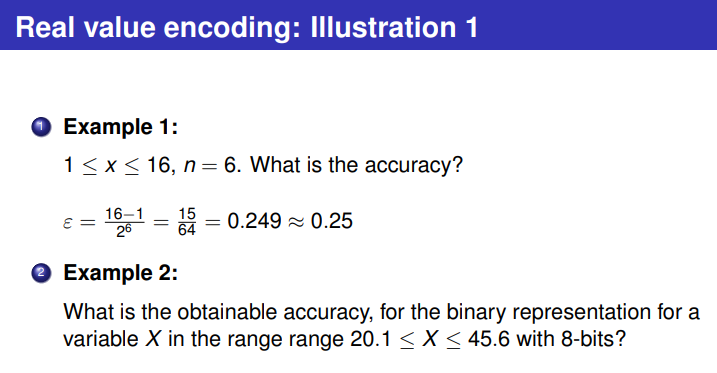 Real value encoding: Illustration 1
1 Example 1:
1 ≤ x ≤ 16, n = 6. What is the accuracy?
ε = 16−1/2⁶ = 15/64 = 0.249 ≈ 0.25
2 Example 2:
What is the obtainable accuracy, for the binary representation for a
variable X in the range range 20.1 ≤ X ≤ 45.6 with 8-bits?